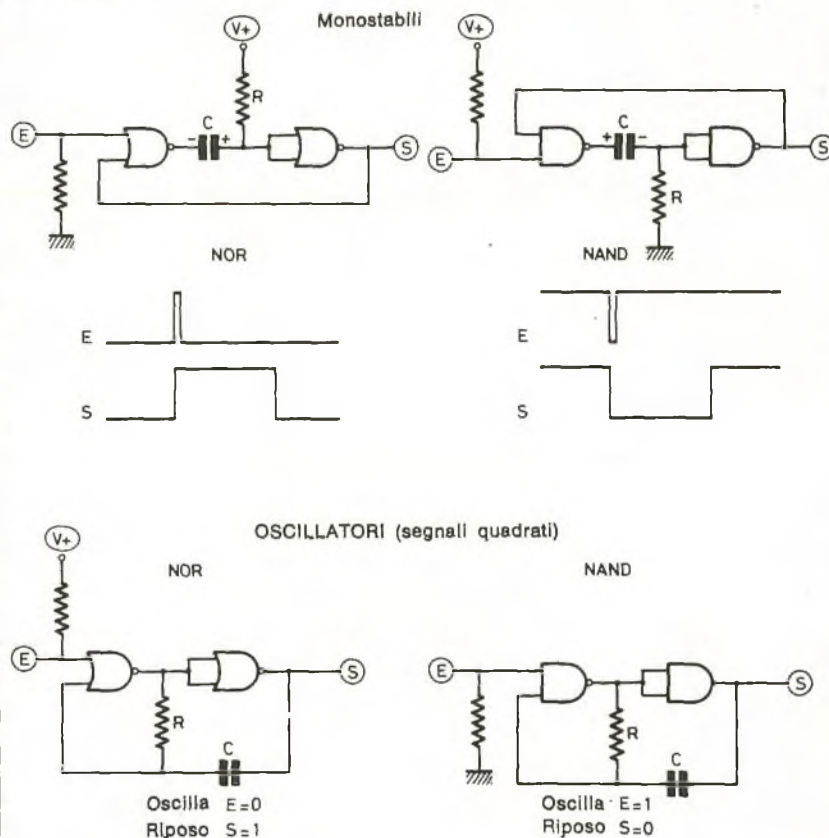 Monostabili
V+
V+
R
C
E
- +
S
C
E
+ -
S
R
NOR
NAND
E
S
E
S
OSCILLATORI (segnali quadrati)
V+
NOR
NAND
E
S
R
C
Oscilla E=0
Riposo S=1
E
S
R
C
Oscilla E=1
Riposo S=0